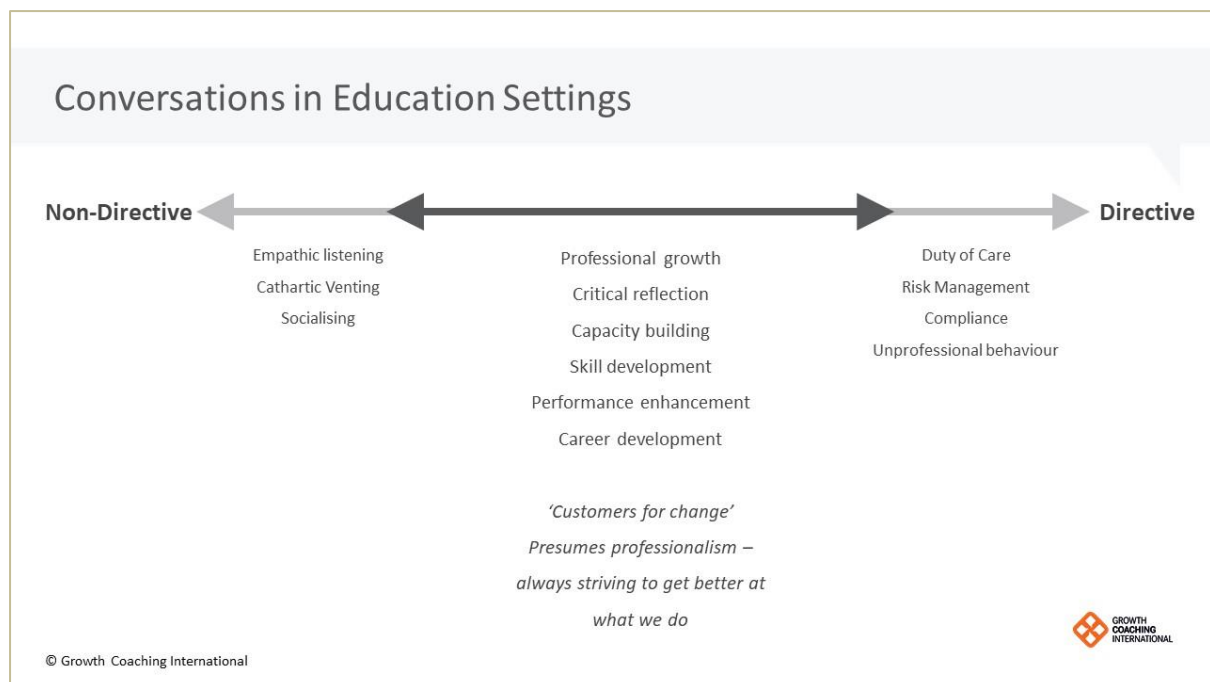 Conversations in Education Settings
Non-Directive
Directive
Empathic listening
Cathartic Venting
Socialising
Professional growth
Critical reflection
Capacity building
Skill development
Performance enhancement
Career development
Duty of Care
Risk Management
Compliance
Unprofessional behaviour
‘Customers for change’
Presumes professionalism –
always striving to get better at
what we do
GROWTH
COACHING
INTERNATIONAL
© Growth Coaching International